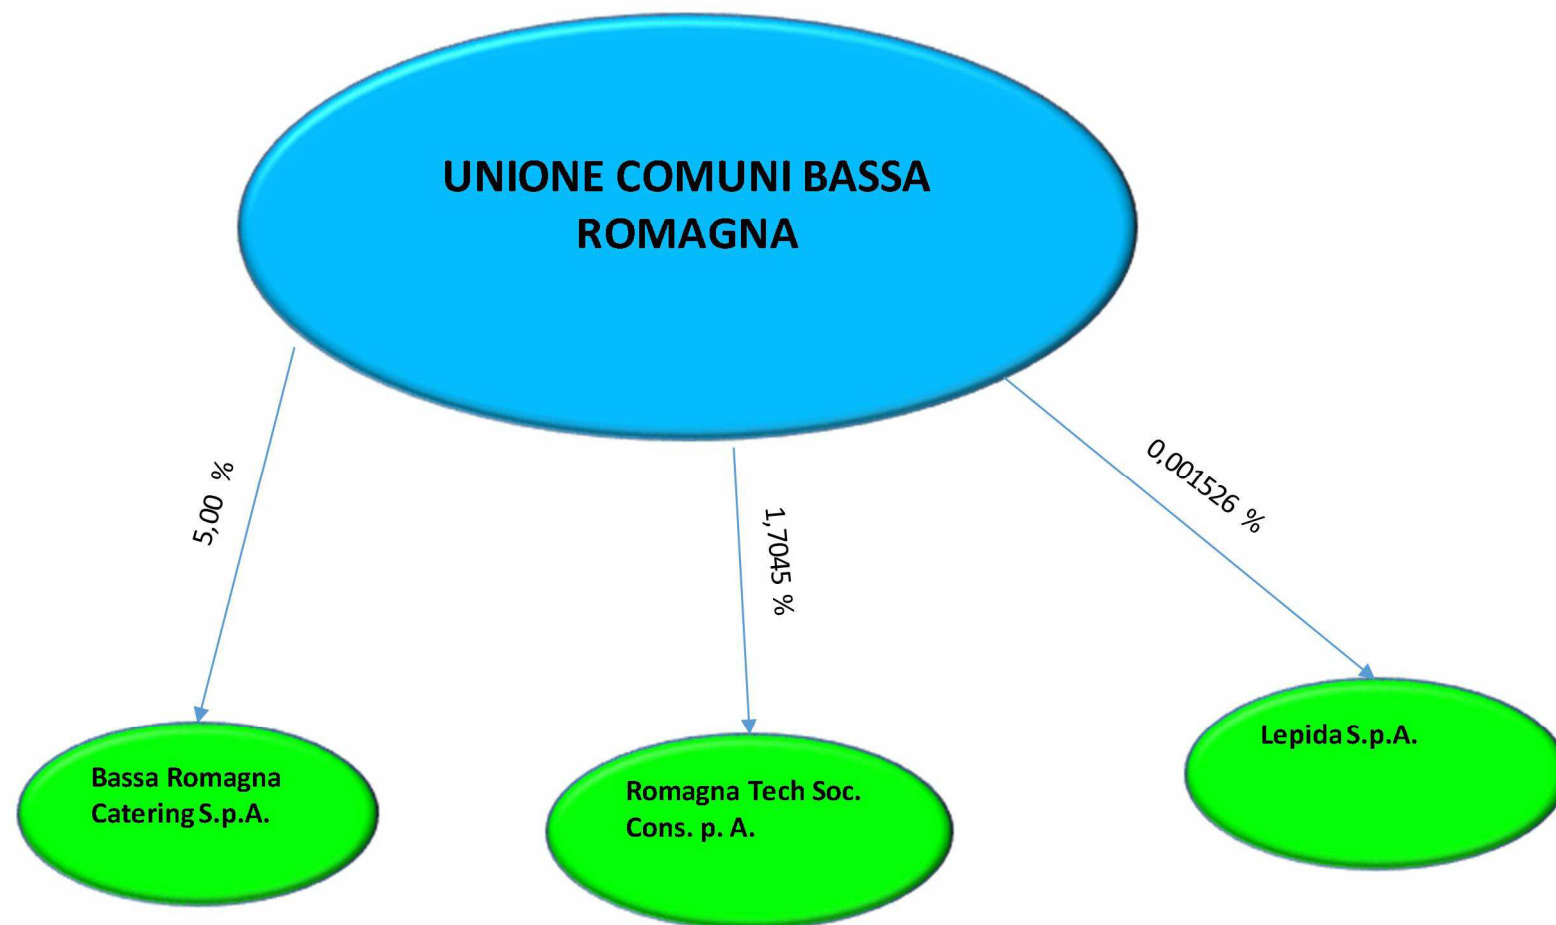 UNIONE COMUNI BASSA
ROMAGNA
5,00 %
1,7045 %
0,001526 %
Bassa Romagna
Catering S.p.A.
Romagna Tech Soc.
Cons. p. A.
Lepida S.p.A.